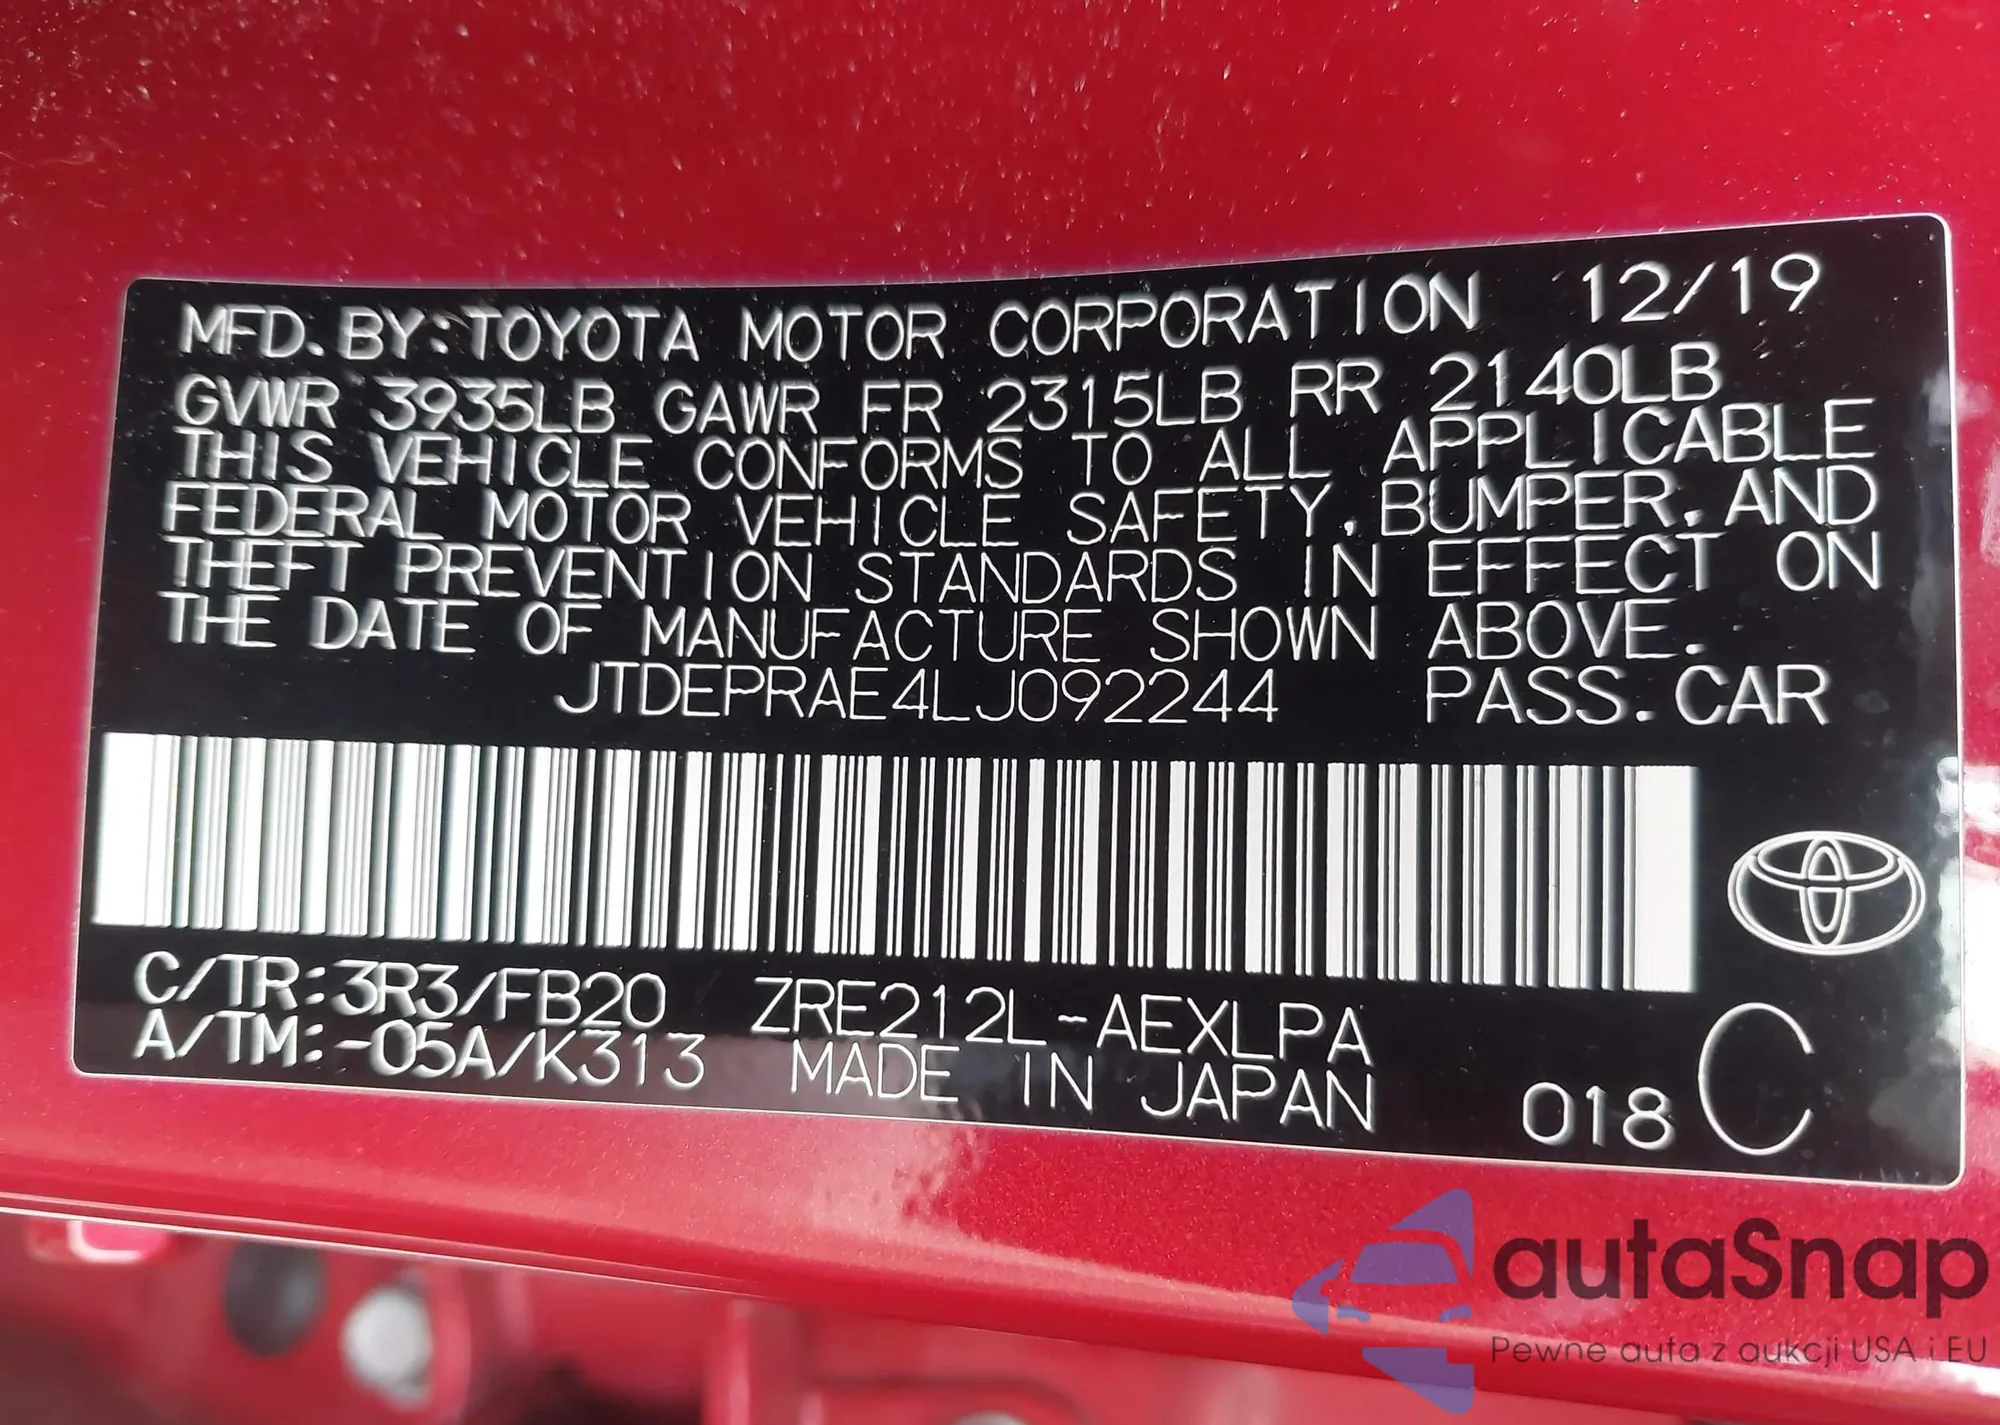 MFD. BY: TOYOTA MOTOR CORPORATION 12/19
GVWR 3935LB GAWR FR 2315LB RR 2140LB
THIS VEHICLE CONFORMS TO ALL APPLICABLE
FEDERAL MOTOR VEHICLE SAFETY, BUMPER, AND
THEFT PREVENTION STANDARDS IN EFFECT ON
THE DATE OF MANUFACTURE SHOWN ABOVE.
JTDEPRAE4LJ092244 PASS. CAR
C/TR: 3R3/FB20 ZRE212L-AEXLPA
A/TM: -05A/K313 MADE IN JAPAN
018 C
autaSnap
Pewne auta z aukcji USA i EU